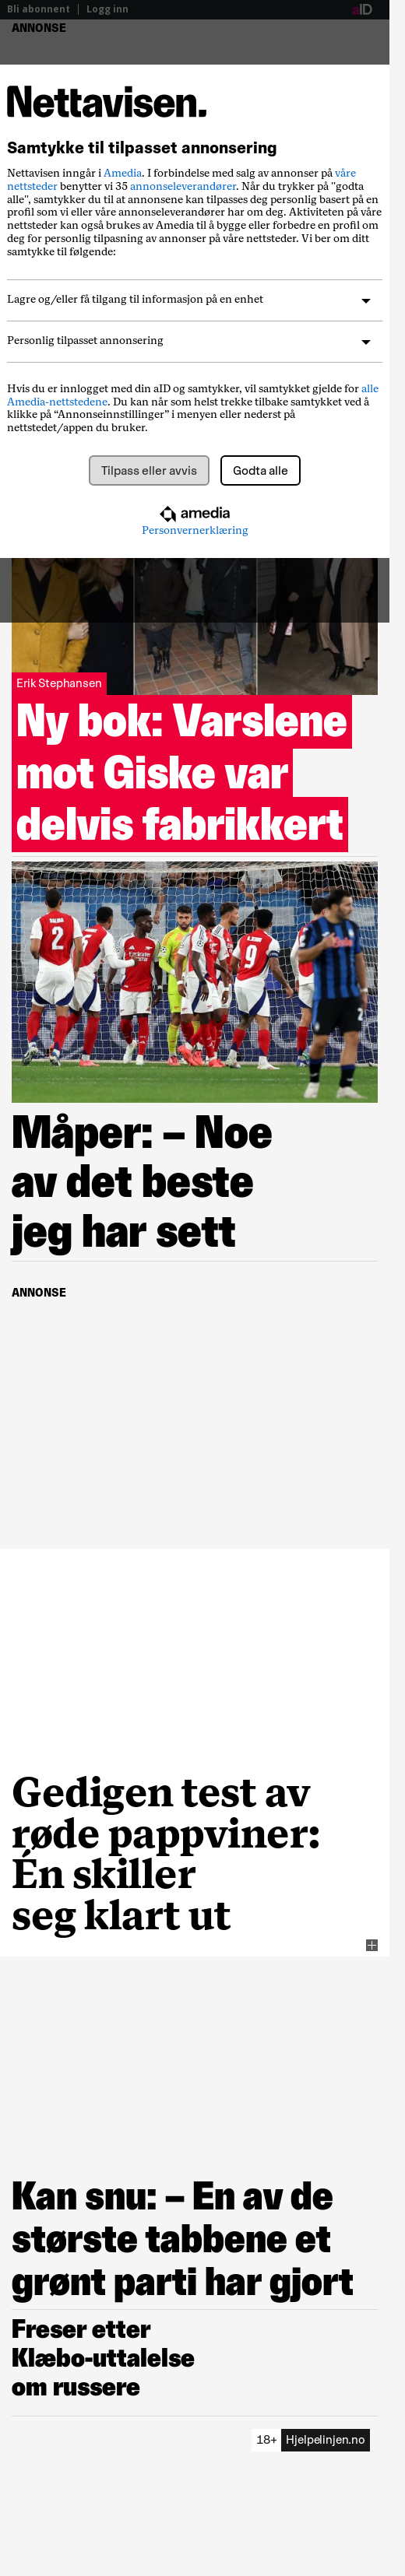 Bli abonnent | Logg inn
aID
ANNONSE
Nettavisen.
Samtykke til tilpasset annonsering
Nettavisen inngår i Amedia. I forbindelse med salg av annonser på våre
nettsteder benytter vi 35 annonseleverandører. Når du trykker på "godta
alle", samtykker du til at annonsene kan tilpasses deg personlig basert på en
profil som vi eller våre annonseleverandører har om deg. Aktiviteten på våre
nettsteder kan også brukes av Amedia til å bygge eller forbedre en profil om
deg for personlig tilpasning av annonser på våre nettsteder. Vi ber om ditt
samtykke til følgende:
Lagre og/eller få tilgang til informasjon på en enhet
Personlig tilpasset annonsering
Hvis du er innlogget med din aID og samtykker, vil samtykket gjelde for alle
Amedia-nettstedene. Du kan når som helst trekke tilbake samtykket ved å
klikke på “Annonseinnstillinger” i menyen eller nederst på
nettstedet/appen du bruker.
Tilpass eller avvis
Godta alle
amedia
Personvernerklæring
Erik Stephansen
Ny bok: Varslene
mot Giske var
delvis fabrikkert
Måper: – Noe
av det beste
jeg har sett
ANNONSE
Gedigen test av
røde pappviner:
Én skiller
seg klart ut
Kan snu: – En av de
største tabbene et
grønt parti har gjort
Freser etter
Klæbo-uttalelse
om russere
18+ Hjelpelinjen.no